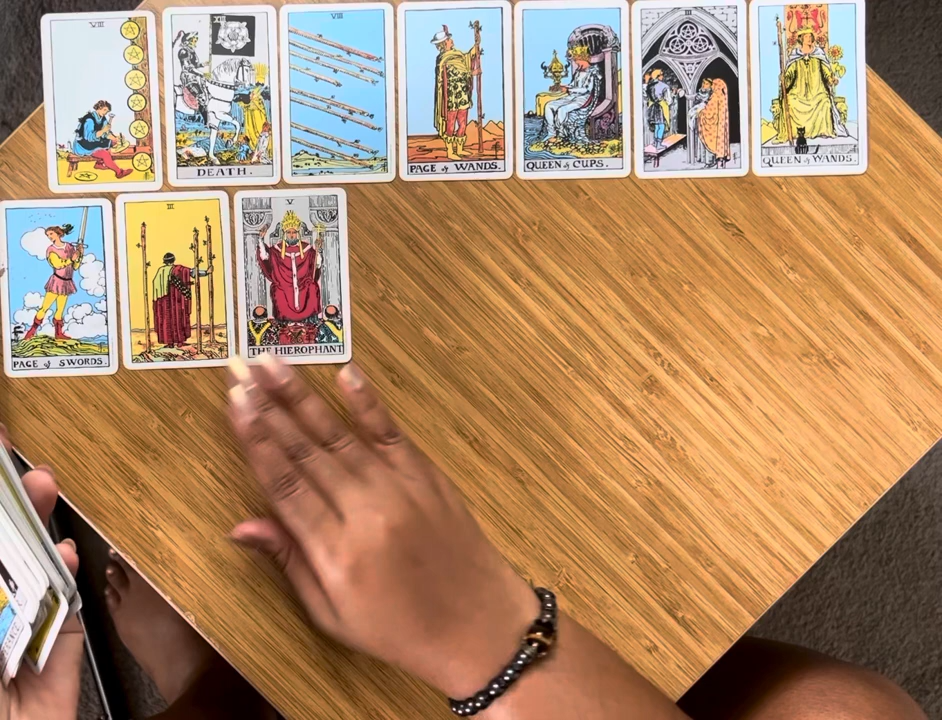 VIII
XIII
VIII
III
DEATH.
PAGE of WANDS.
QUEEN of CUPS.
QUEEN of WANDS.
III
V
PAGE of SWORDS.
THE HIEROPHANT